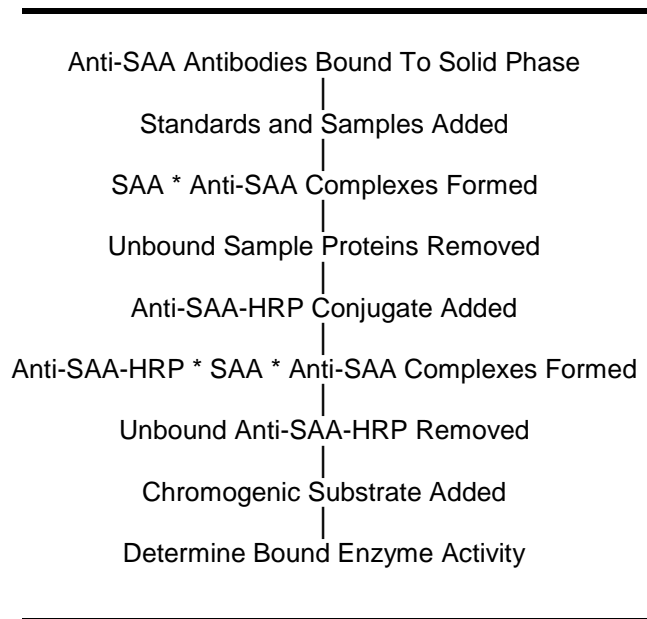 Anti-SAA Antibodies Bound To Solid Phase
Standards and Samples Added
SAA * Anti-SAA Complexes Formed
Unbound Sample Proteins Removed
Anti-SAA-HRP Conjugate Added
Anti-SAA-HRP * SAA * Anti-SAA Complexes Formed
Unbound Anti-SAA-HRP Removed
Chromogenic Substrate Added
Determine Bound Enzyme Activity